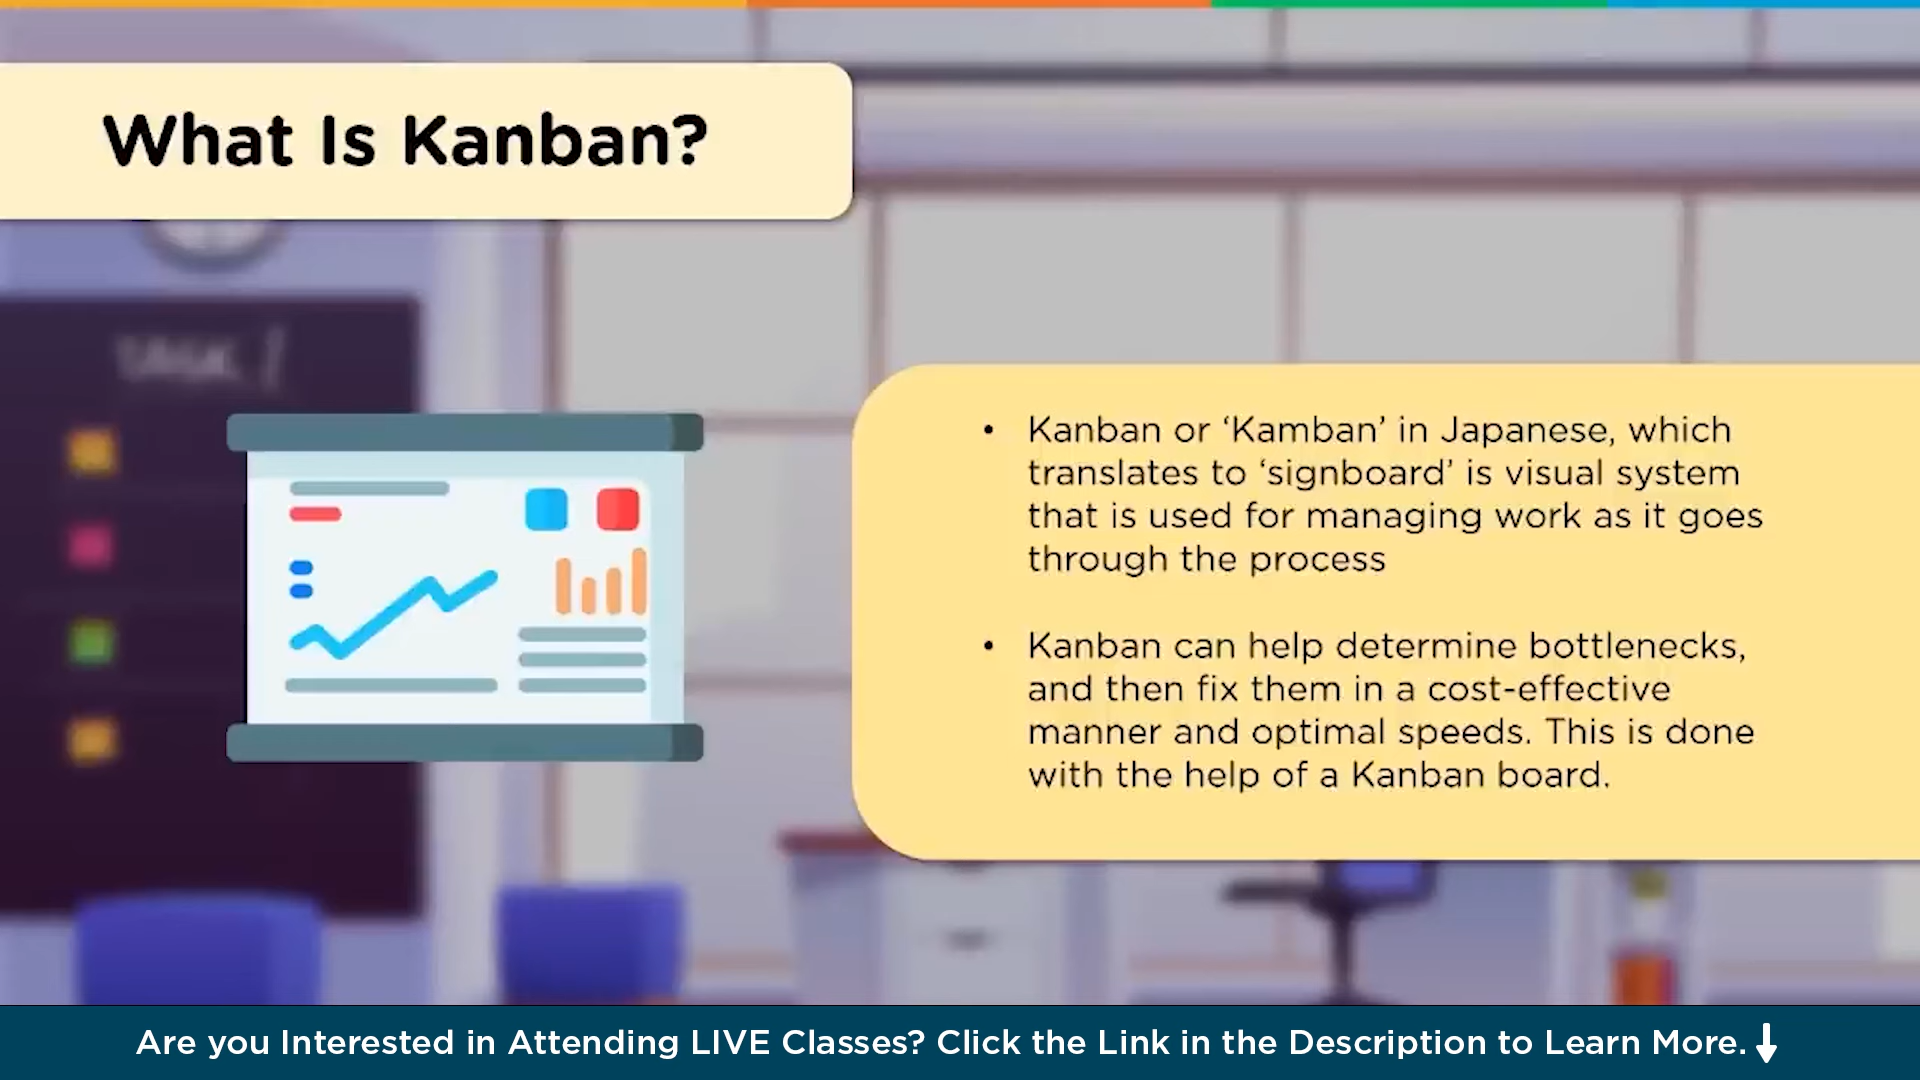 What Is Kanban?
TASK
• Kanban or ‘Kamban’ in Japanese, which
translates to ‘signboard’ is visual system
that is used for managing work as it goes
through the process
• Kanban can help determine bottlenecks,
and then fix them in a cost-effective
manner and optimal speeds. This is done
with the help of a Kanban board.
Are you Interested in Attending LIVE Classes? Click the Link in the Description to Learn More.